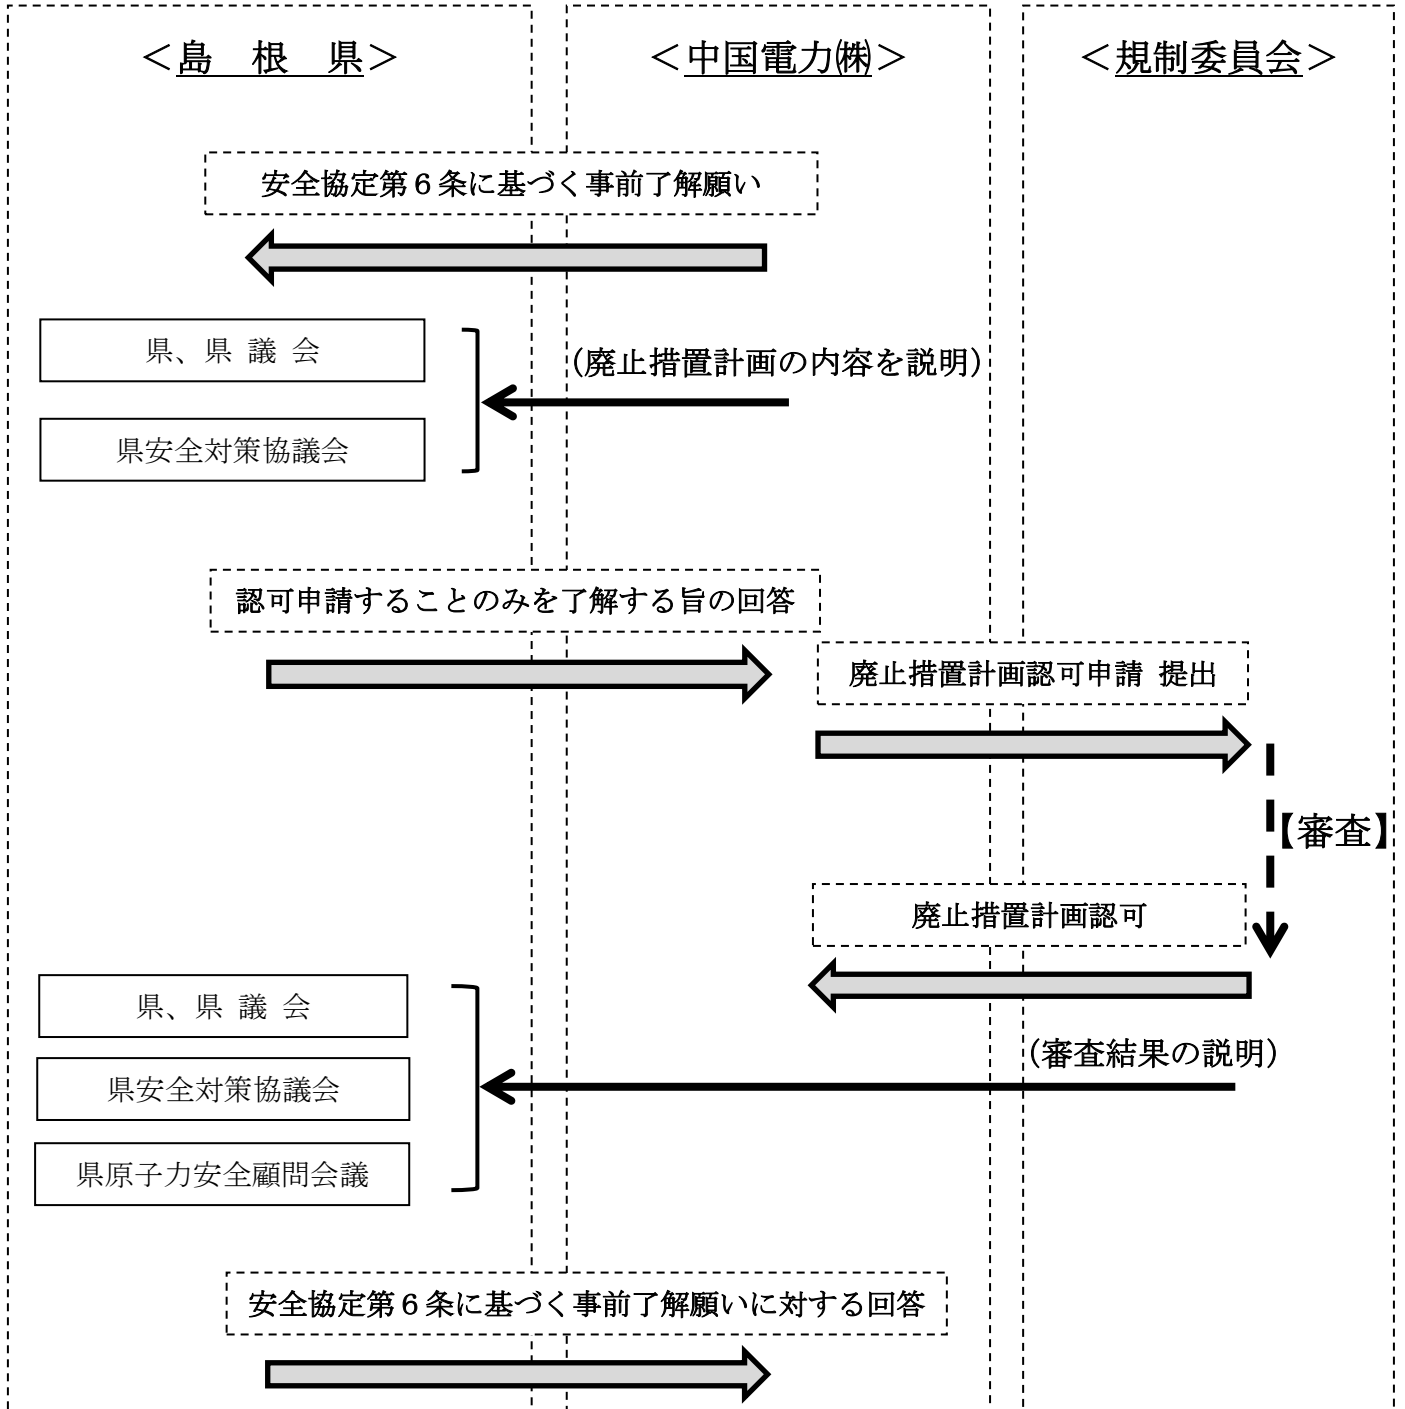 ＜島　根　県＞
＜中国電力㈱＞
＜規制委員会＞
安全協定第６条に基づく事前了解願い
県、県 議 会
（廃止措置計画の内容を説明）
県安全対策協議会
認可申請することのみを了解する旨の回答
廃止措置計画認可申請 提出
【審査】
廃止措置計画認可
県、県 議 会
（審査結果の説明）
県安全対策協議会
県原子力安全顧問会議
安全協定第６条に基づく事前了解願いに対する回答